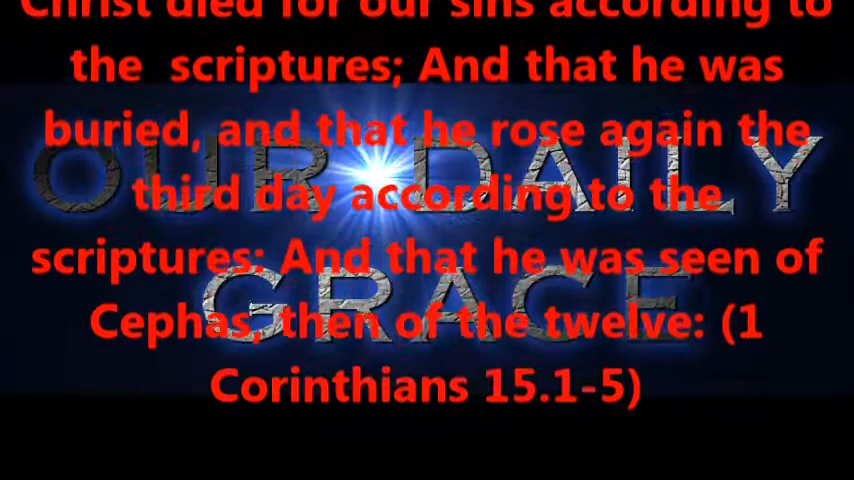 Christ died for our sins according to
the scriptures; And that he was
buried, and that he rose again the
third day according to the
scriptures: And that he was seen of
Cephas, then of the twelve: (1
Corinthians 15.1-5)
OUR DAILY
GRACE